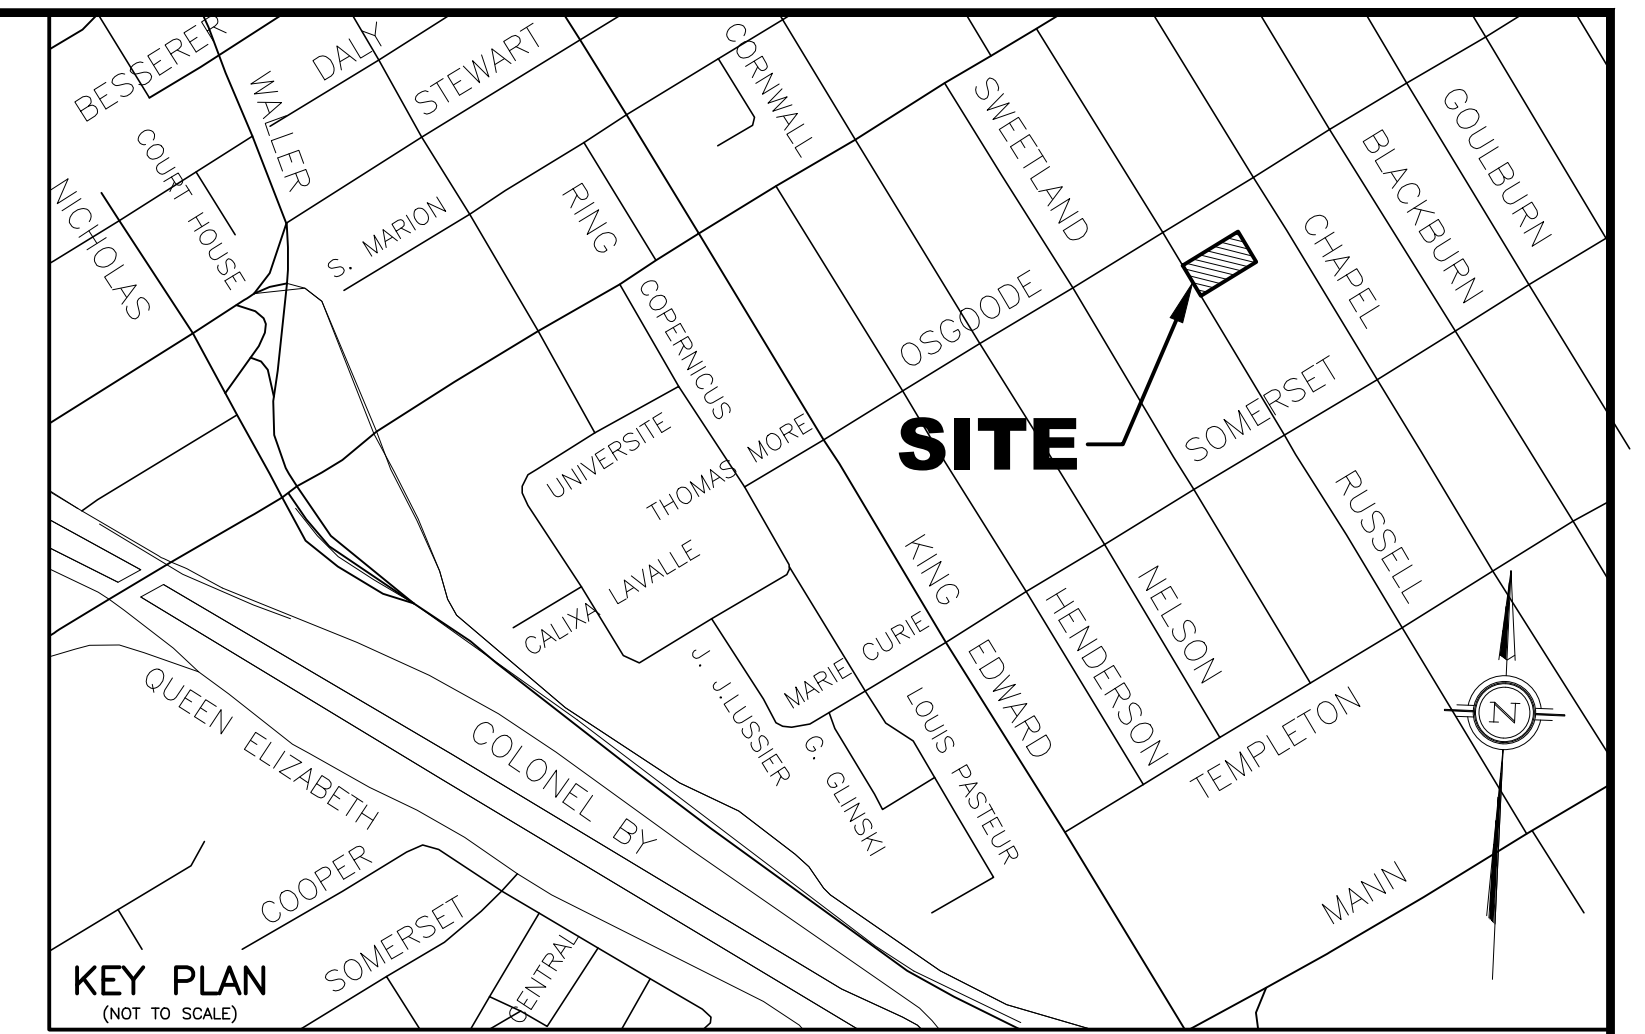 BESSERER
DALY
STEWART
WALLER
COURT HOUSE
NICHOLAS
S. MARION
RING
CORNWALL
SWEETLAND
GOULBURN
BLACKBURN
CHAPEL
COPERNICUS
OSGOODE
SITE
SOMERSET
UNIVERSITE
THOMAS MORE
RUSSELL
CALIXA LAVALLE
KING
EDWARD
HENDERSON
NELSON
MARIE CURIE
J. J.LUSSIER
G. GLINSKI
LOUIS PASTEUR
TEMPLETON
N
MANN
QUEEN ELIZABETH
COLONEL BY
COOPER
SOMERSET
CENTRAL
KEY PLAN
(NOT TO SCALE)